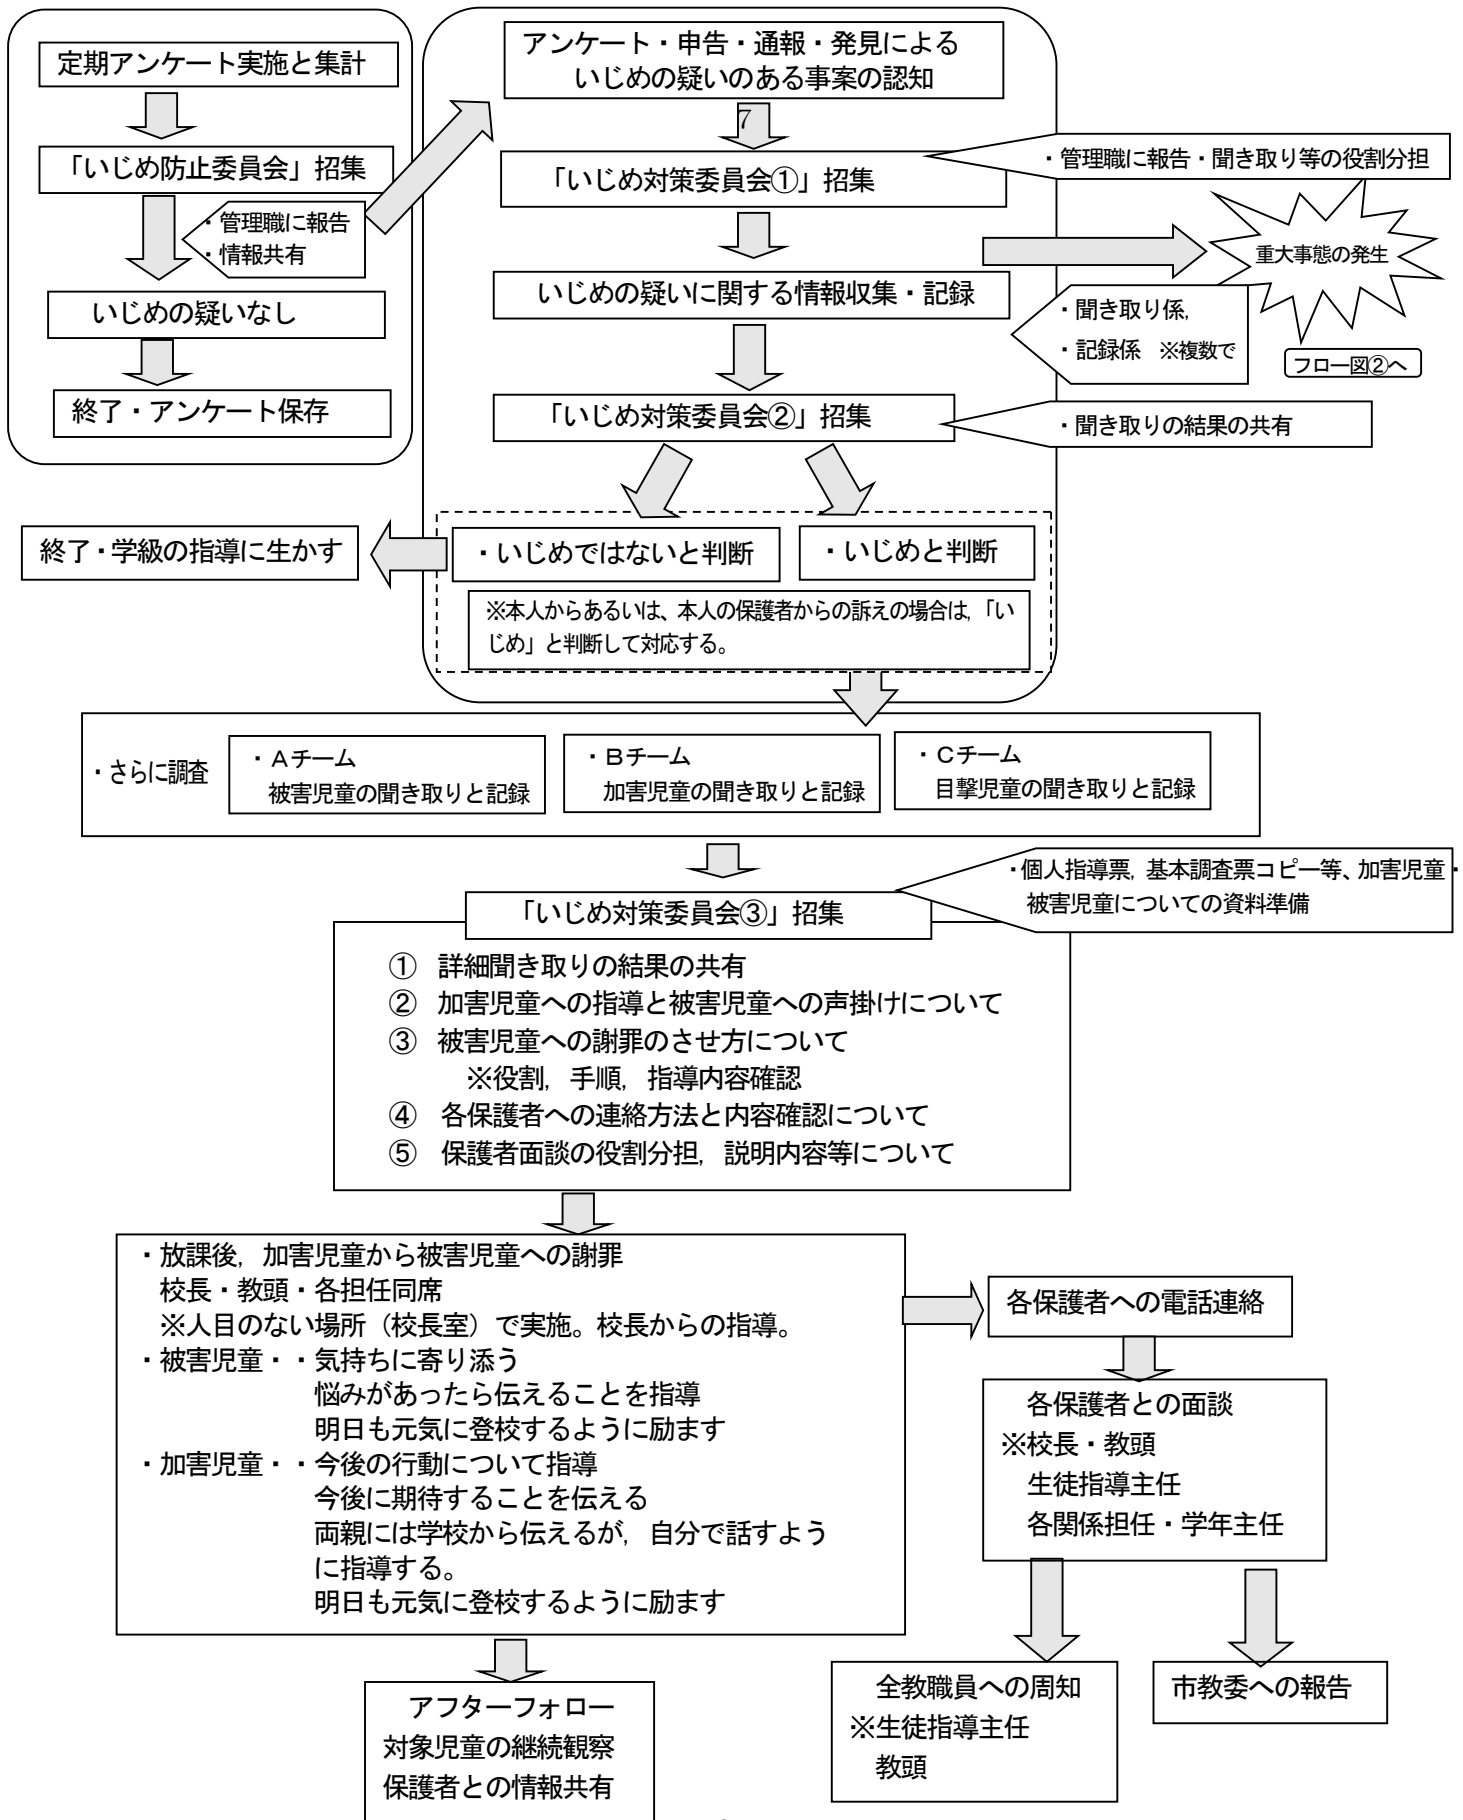 定期アンケート実施と集計
「いじめ防止委員会」招集
・管理職に報告
・情報共有
いじめの疑いなし
終了・アンケート保存
アンケート・申告・通報・発見による
いじめの疑いのある事案の認知
7
「いじめ対策委員会①」招集
・管理職に報告・聞き取り等の役割分担
重大事態の発生
いじめの疑いに関する情報収集・記録
・聞き取り係,
・記録係　※複数で
フロー図②へ
「いじめ対策委員会②」招集
・聞き取りの結果の共有
終了・学級の指導に生かす
・いじめではないと判断
・いじめと判断
※本人からあるいは、本人の保護者からの訴えの場合は,「い
じめ」と判断して対応する。
・さらに調査
・Aチーム
被害児童の聞き取りと記録
・Bチーム
加害児童の聞き取りと記録
・Cチーム
目撃児童の聞き取りと記録
・個人指導票, 基本調査票コピー等、加害児童・
被害児童についての資料準備
「いじめ対策委員会③」招集
①　詳細聞き取りの結果の共有
②　加害児童への指導と被害児童への声掛けについて
③　被害児童への謝罪のさせ方について
※役割, 手順, 指導内容確認
④　各保護者への連絡方法と内容確認について
⑤　保護者面談の役割分担, 説明内容等について
・放課後, 加害児童から被害児童への謝罪
校長・教頭・各担任同席
※人目のない場所（校長室）で実施。校長からの指導。
・被害児童・・気持ちに寄り添う
悩みがあったら伝えることを指導
明日も元気に登校するように励ます
・加害児童・・今後の行動について指導
今後に期待することを伝える
両親には学校から伝えるが, 自分で話すよう
に指導する。
明日も元気に登校するように励ます
各保護者への電話連絡
各保護者との面談
※校長・教頭
生徒指導主任
各関係担任・学年主任
全教職員への周知
※生徒指導主任
教頭
市教委への報告
アフターフォロー
対象児童の継続観察
保護者との情報共有